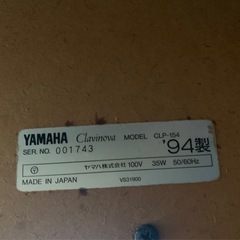 YAMAHA Clavinova MODEL CLP-154
SER. NO. 001743 '94製
ヤマハ株式会社 100V 35W 50/60Hz
MADE IN JAPAN VS31900